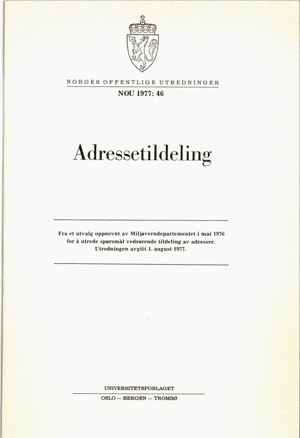 NORGES OFFENTLIGE UTREDNINGER
NOU 1977: 46
Adressetildeling
Fra et utvalg oppnevnt av Miljøverndepartementet i mai 1976
for å utrede spørsmål vedrørende tildeling av adresser.
Utredningen avgitt 1. august 1977.
UNIVERSITETSFORLAGET
OSLO — BERGEN — TROMSØ